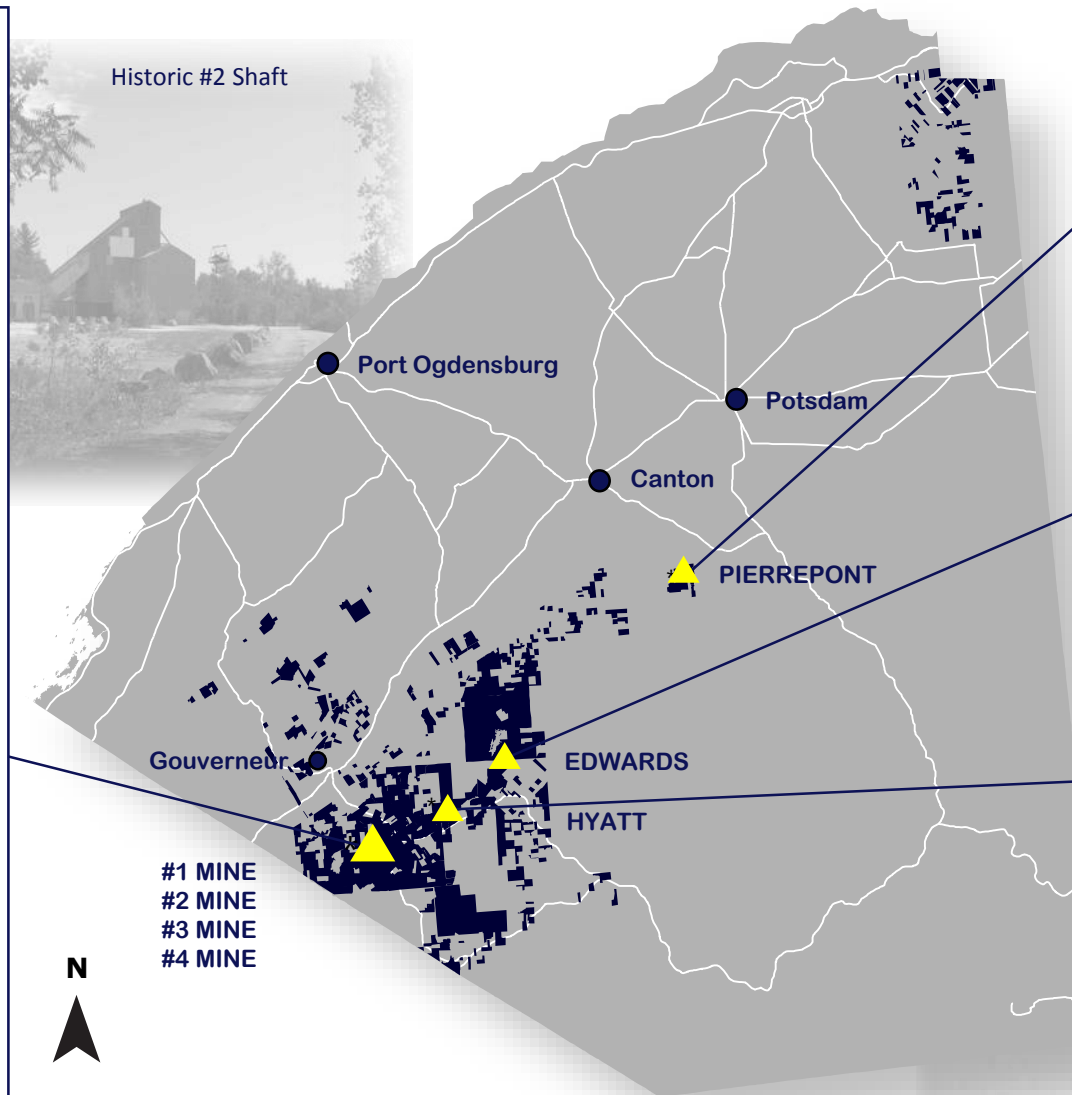 Historic #2 Shaft
Port Ogdensburg
Potsdam
Canton
PIERREPONT
Gouverneur
EDWARDS
HYATT
#1 MINE
#2 MINE
#3 MINE
#4 MINE
N